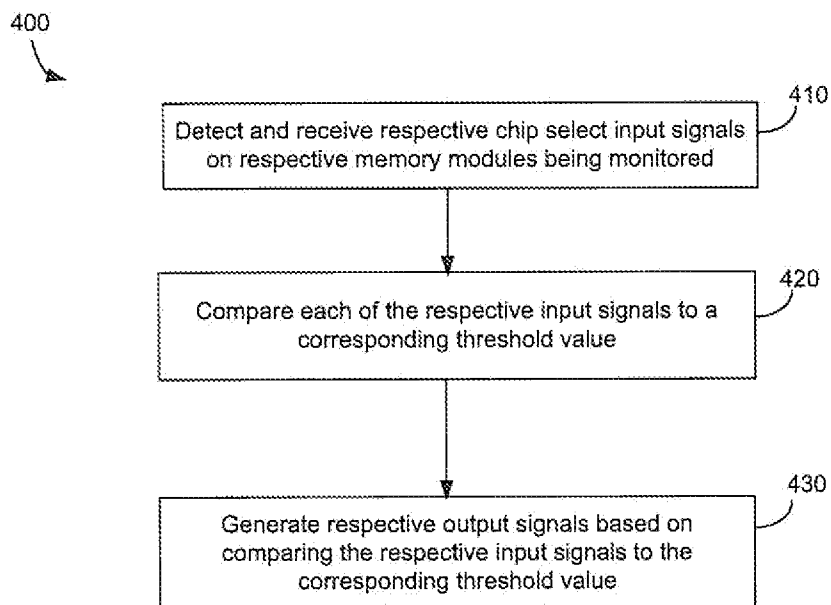 400
410
Detect and receive respective chip select input signals
on respective memory modules being monitored
420
Compare each of the respective input signals to a
corresponding threshold value
430
Generate respective output signals based on
comparing the respective input signals to the
corresponding threshold value